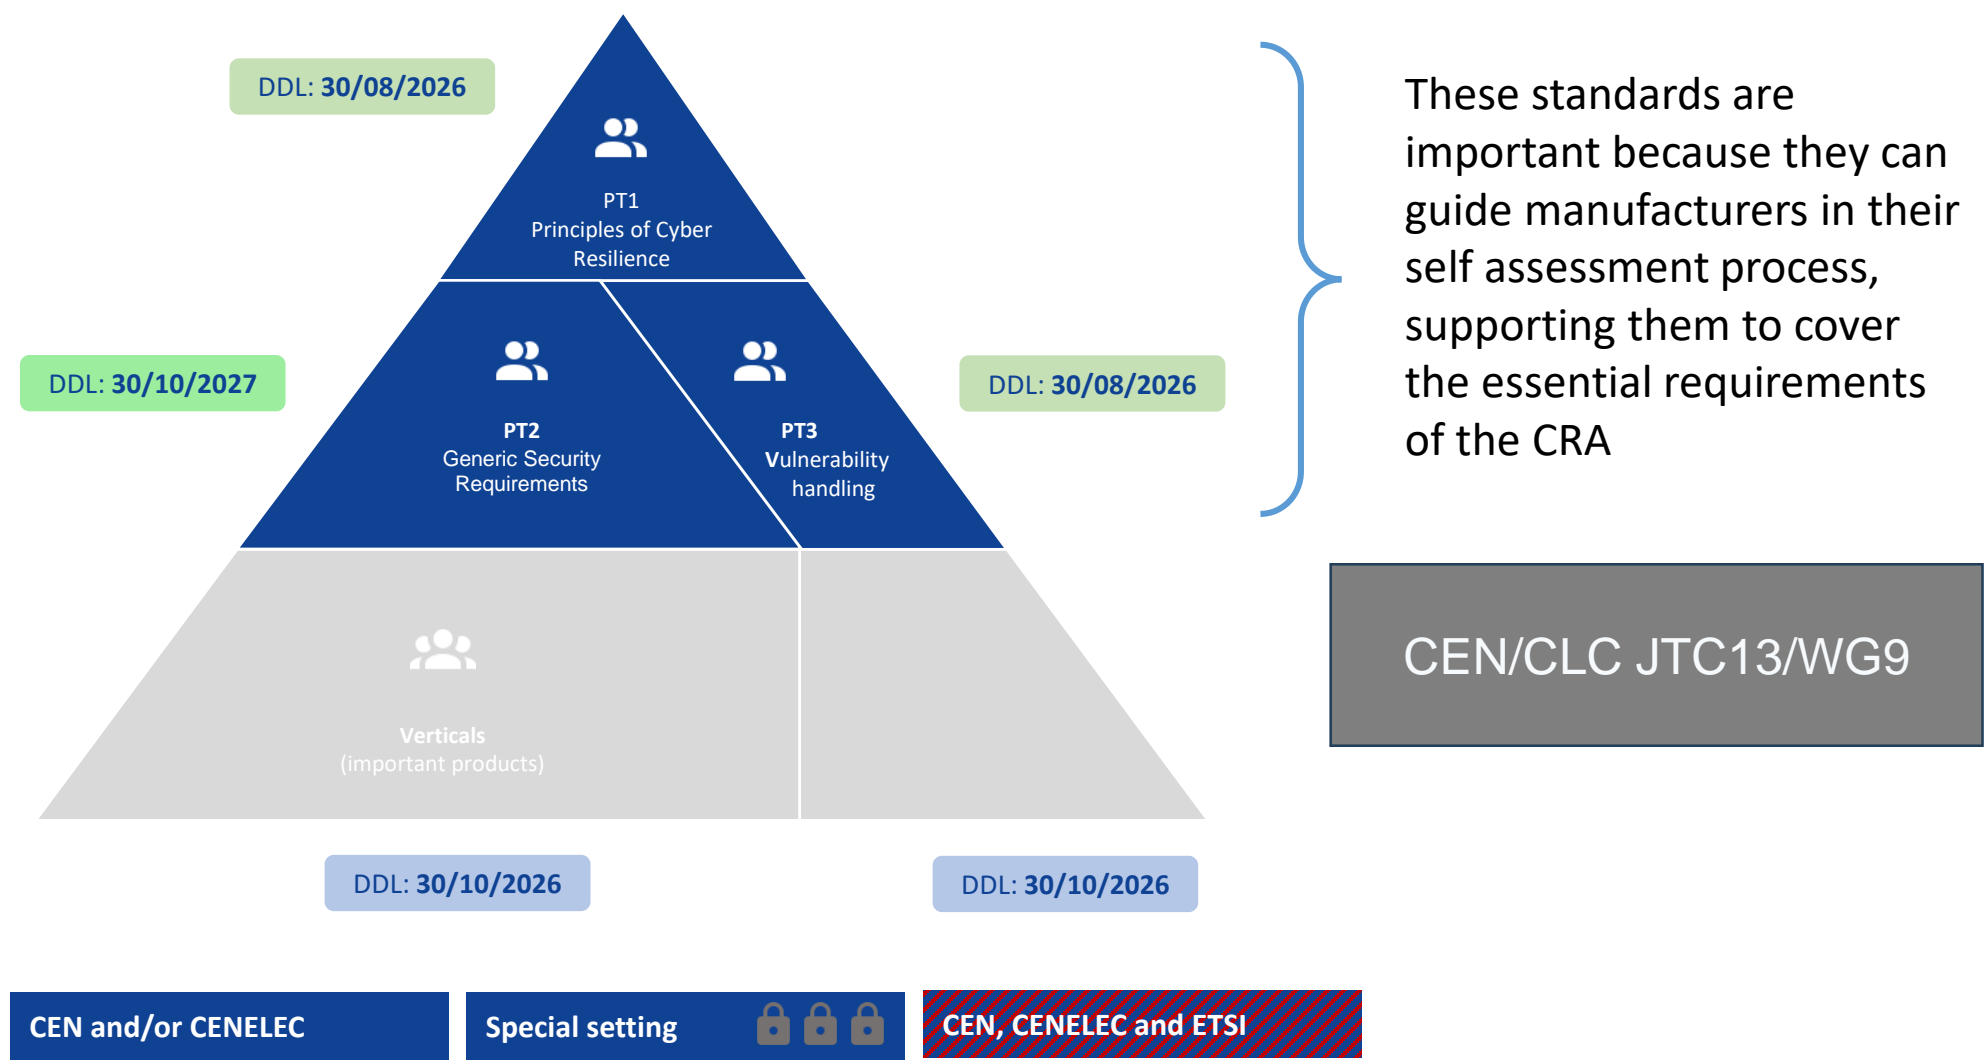 DDL: 30/08/2026
PT1
Principles of Cyber
Resilience
DDL: 30/10/2027
PT2
Generic Security
Requirements
PT3
Vulnerability
handling
DDL: 30/08/2026
Verticals
(important products)
DDL: 30/10/2026
DDL: 30/10/2026
These standards are
important because they can
guide manufacturers in their
self assessment process,
supporting them to cover
the essential requirements
of the CRA
CEN/CLC JTC13/WG9
CEN and/or CENELEC
Special setting
CEN, CENELEC and ETSI